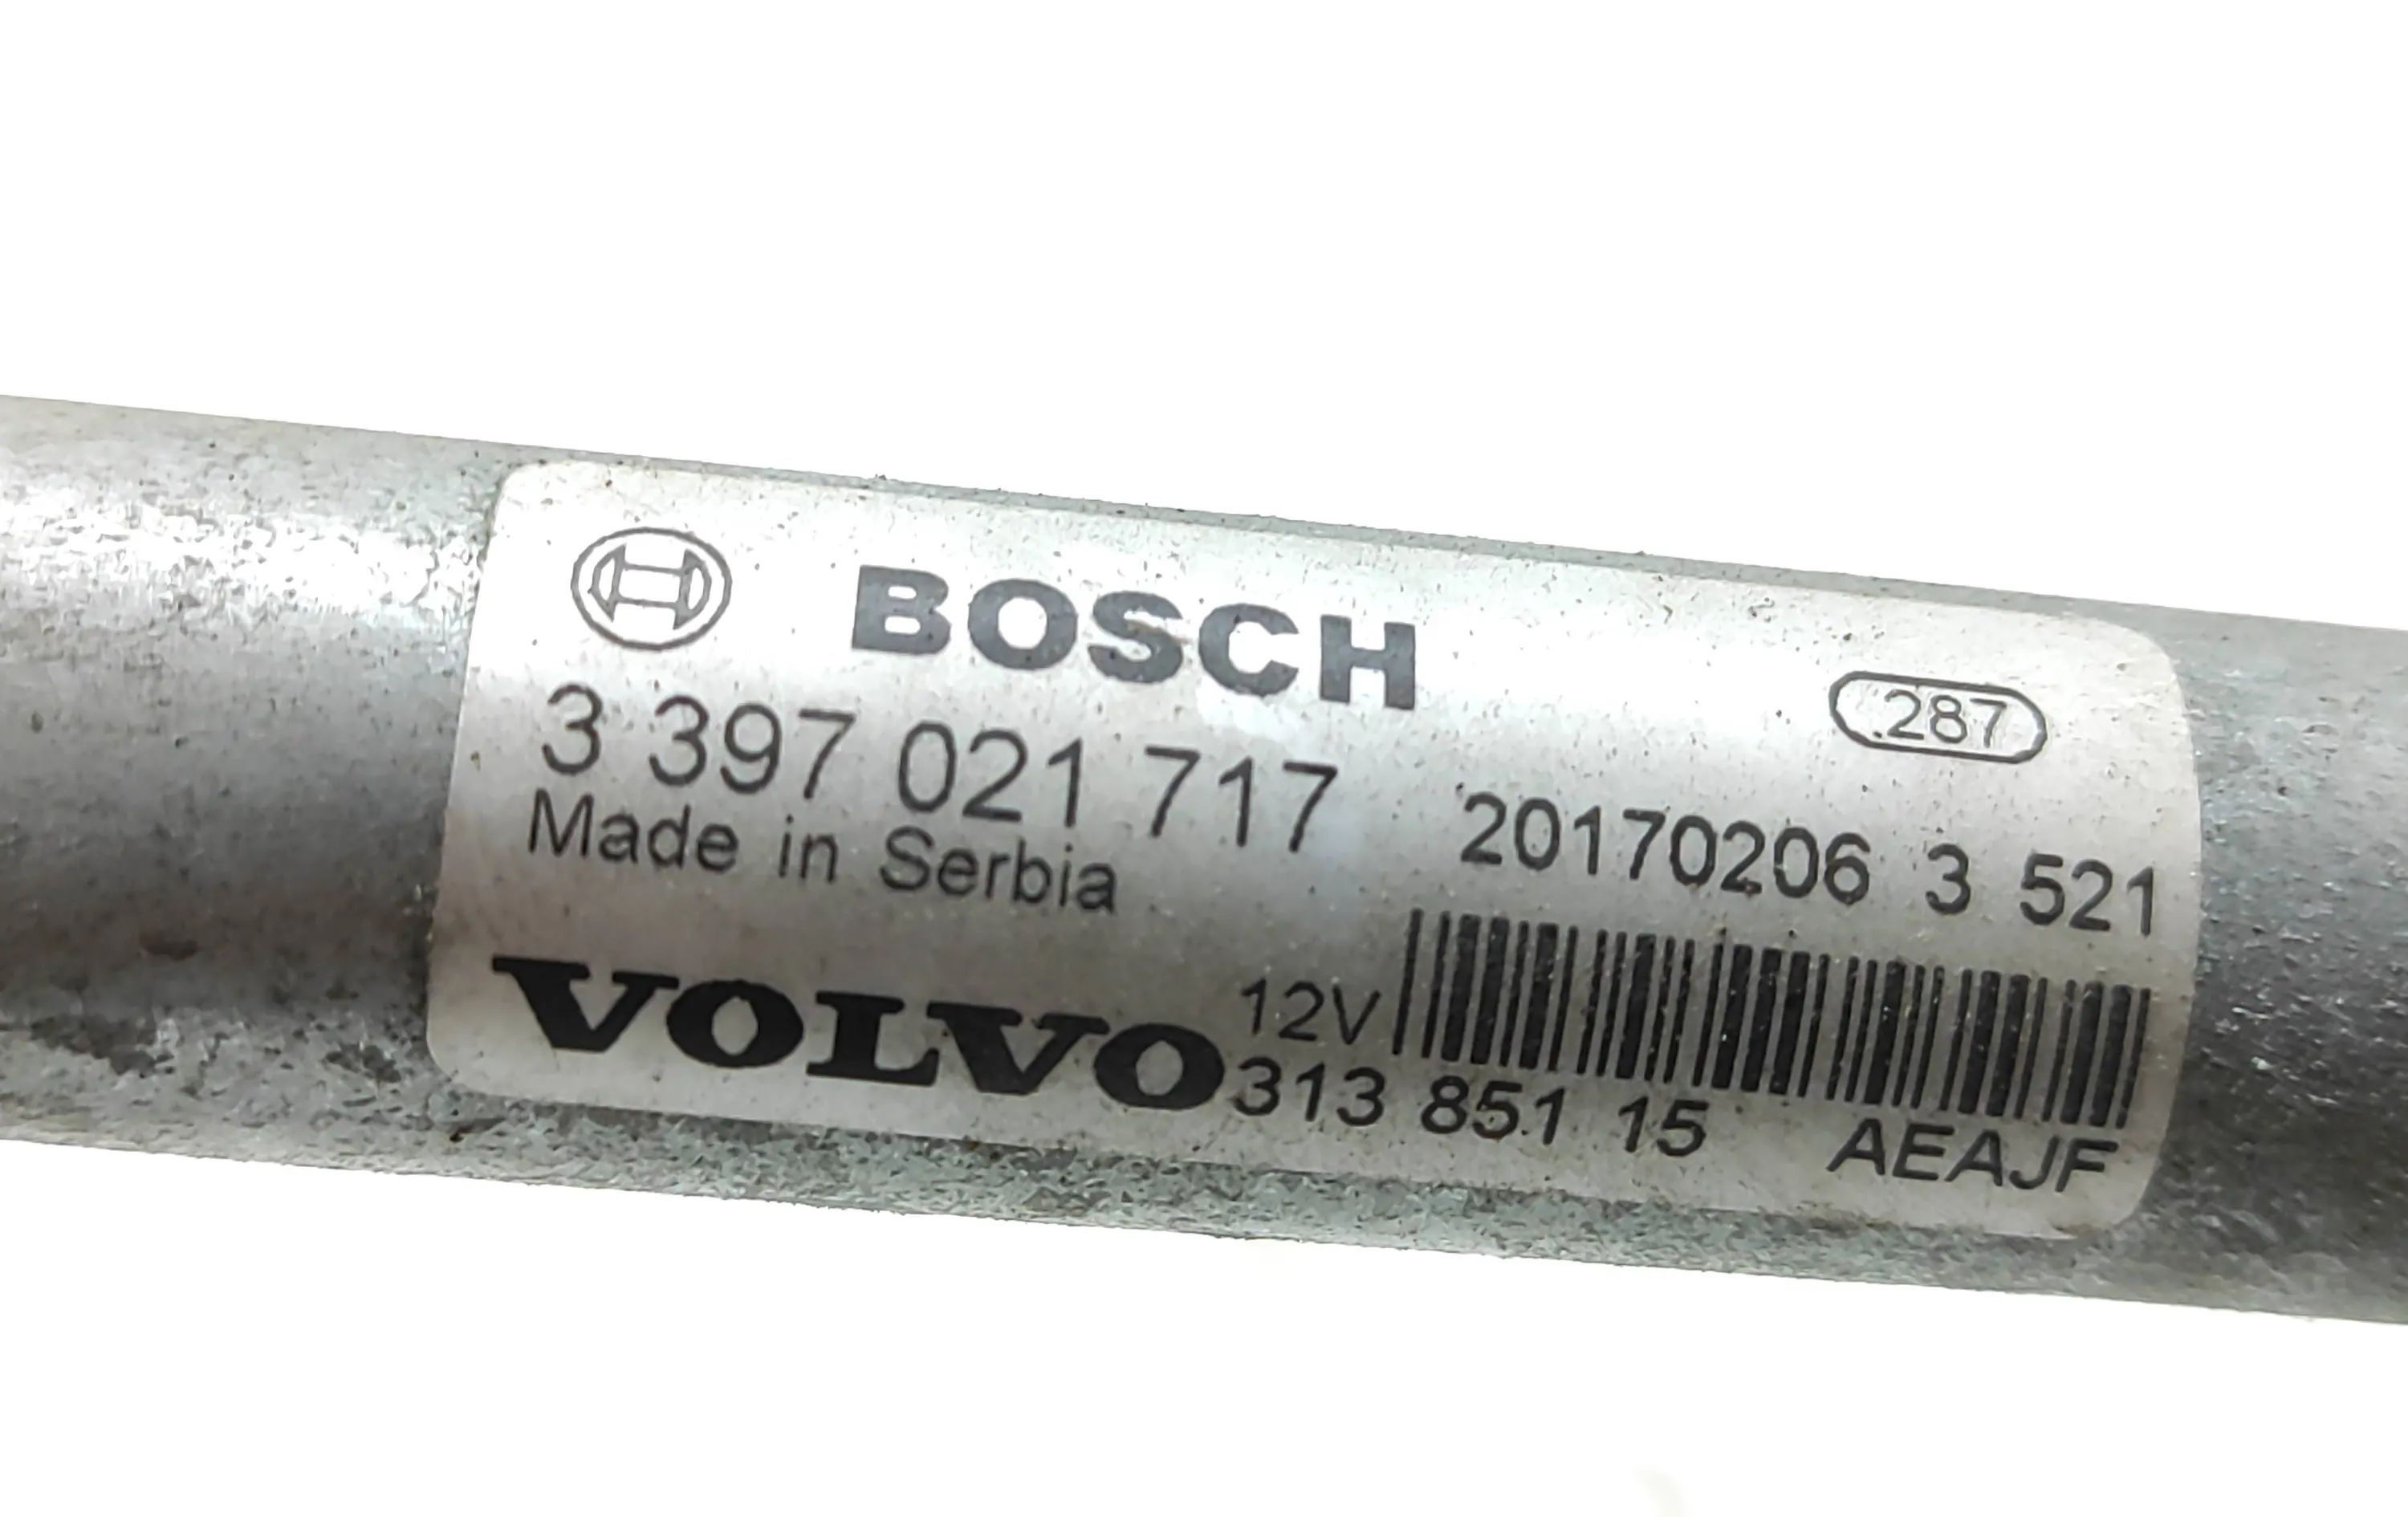 BOSCH
.287
3 397 021 717
20170206 3 521
Made in Serbia
VOLVO
12V
313 851 15
AEAJF